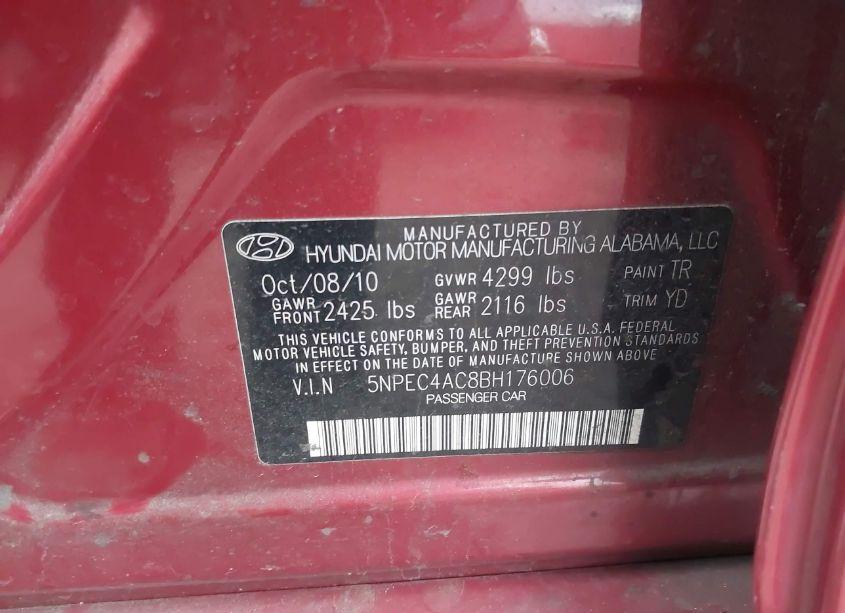 MANUFACTURED BY
HYUNDAI MOTOR MANUFACTURING ALABAMA, LLC
Oct/08/10 GVWR 4299 lbs PAINT TR
GAWR FRONT 2425 lbs GAWR REAR 2116 lbs TRIM YD
THIS VEHICLE CONFORMS TO ALL APPLICABLE U.S.A. FEDERAL
MOTOR VEHICLE SAFETY, BUMPER, AND THEFT PREVENTION STANDARDS
IN EFFECT ON THE DATE OF MANUFACTURE SHOWN ABOVE
V.I.N 5NPEC4AC8BH176006
PASSENGER CAR